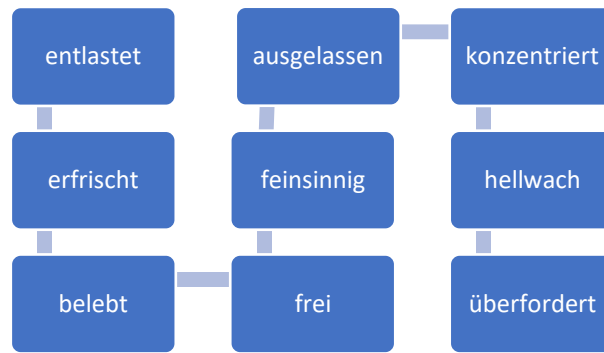 entlastet
erfrischt
belebt
frei
feinsinnig
ausgelassen
konzentriert
hellwach
überfordert